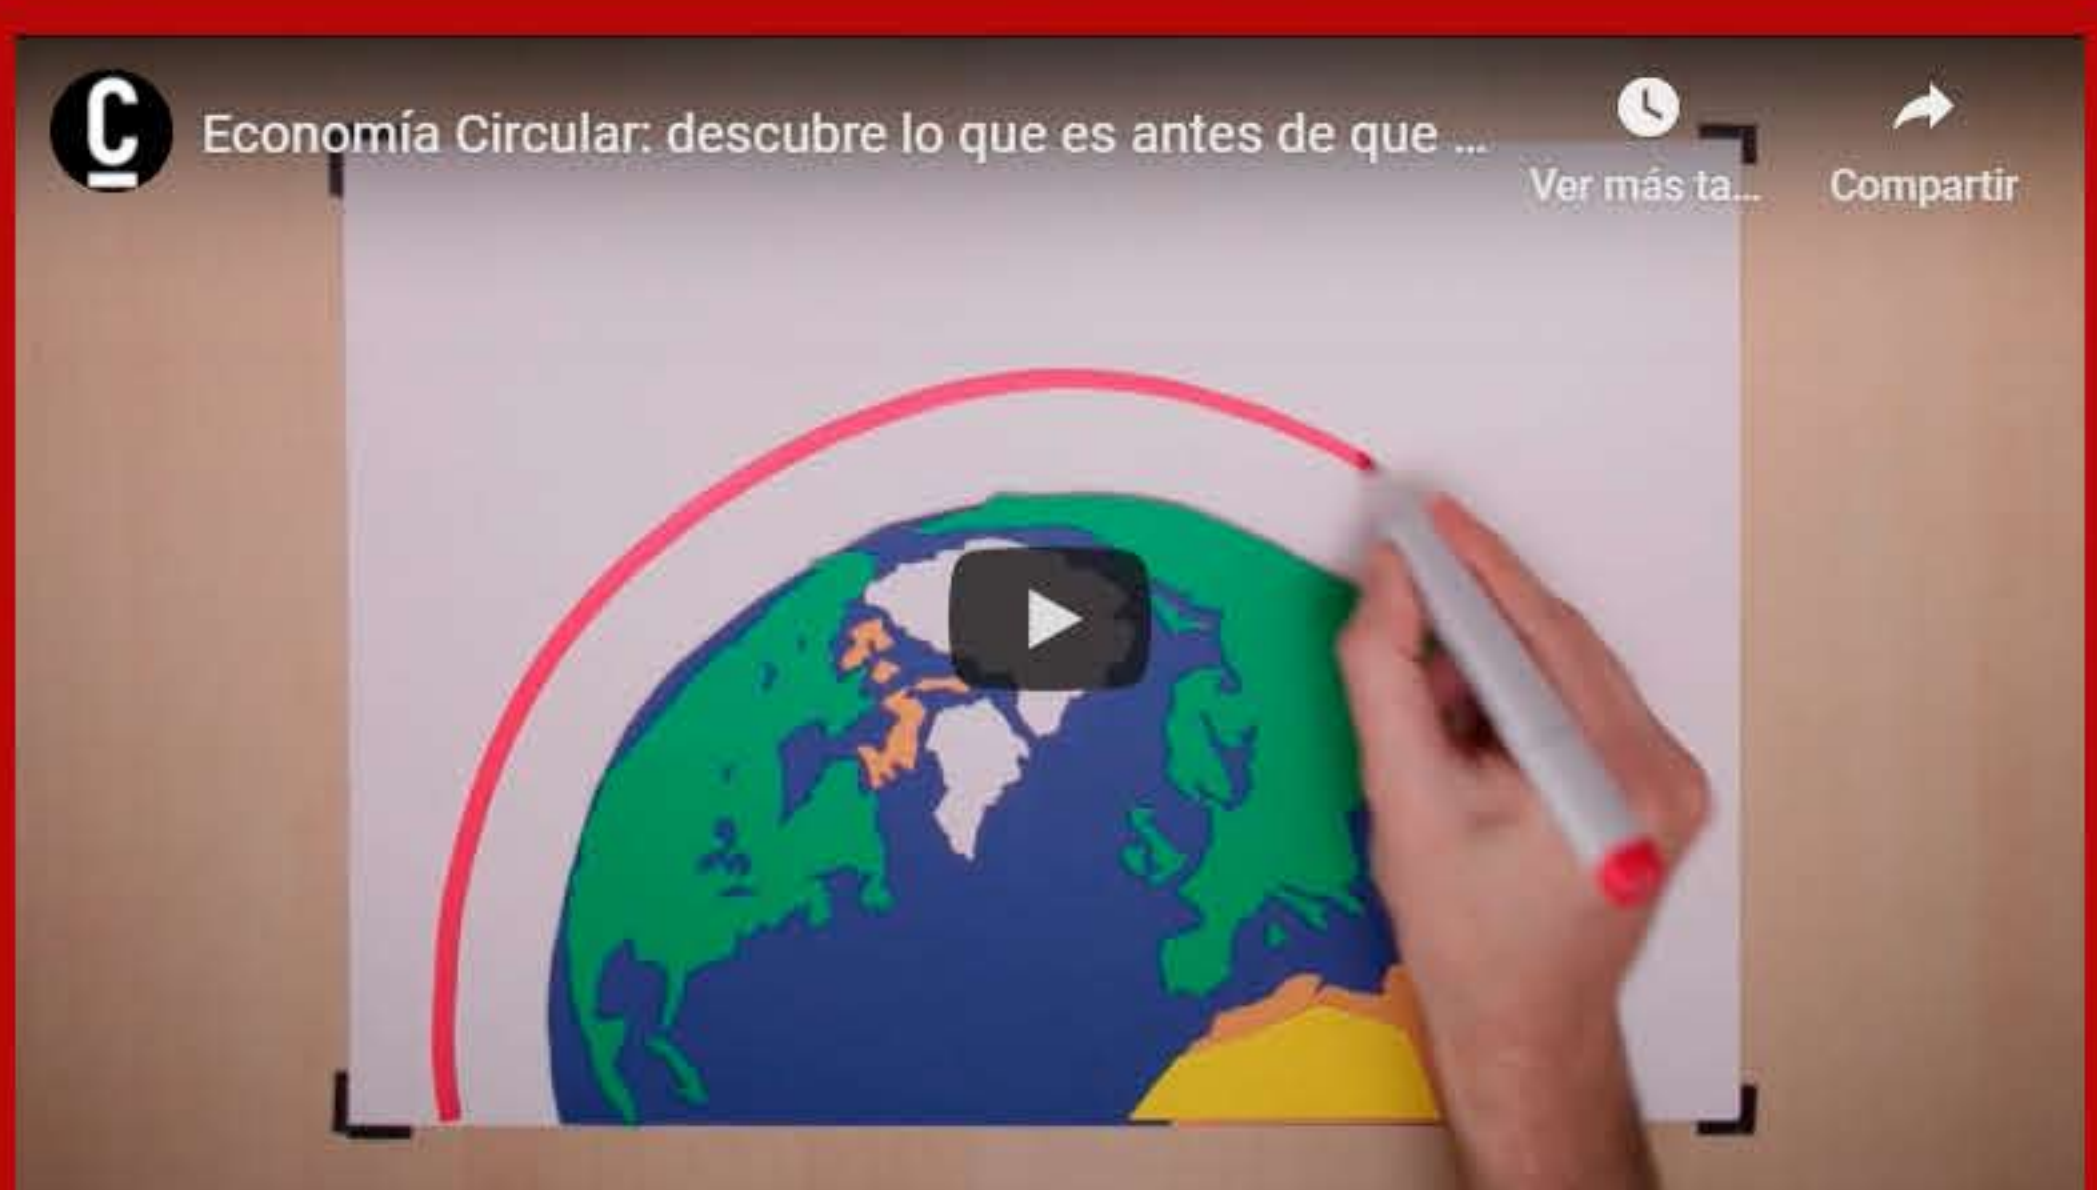 C
Economía Circular: descubre lo que es antes de que ...
Ver más ta...
Compartir